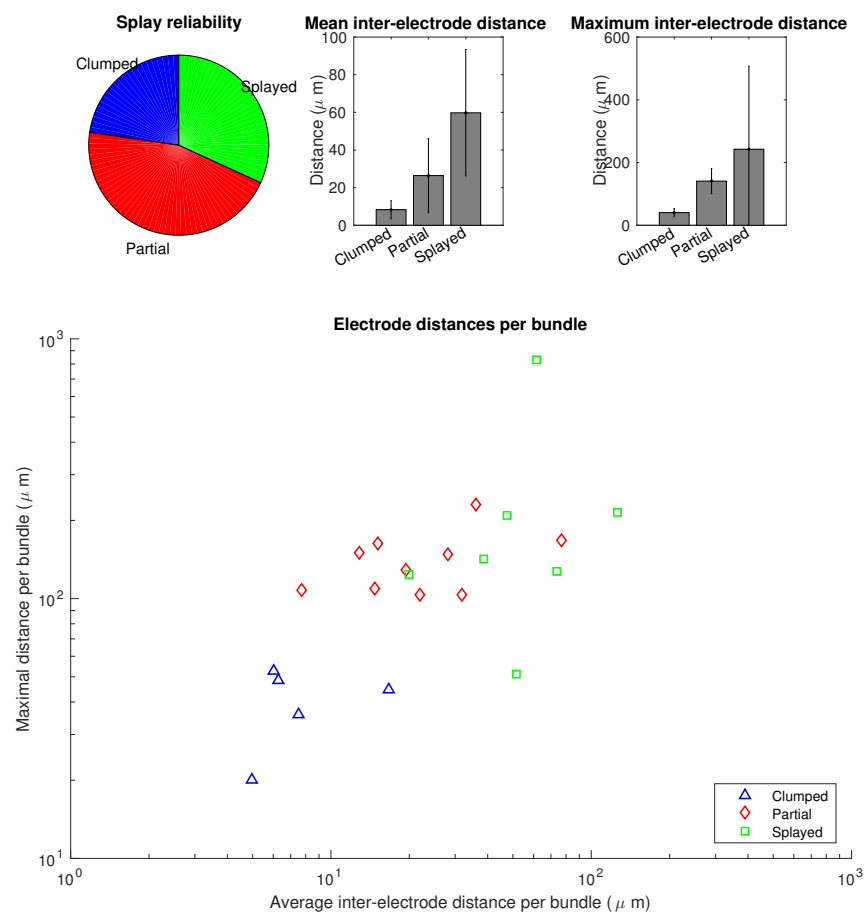 Splay reliability
Clumped
Splayed
Partial
Mean inter-electrode distance
100
80
60
40
20
0
Distance (μ m)
Clumped
Partial
Splayed
Maximum inter-electrode distance
600
400
200
0
Distance (μ m)
Clumped
Partial
Splayed
Electrode distances per bundle
10³
10²
10¹
Maximal distance per bundle (μ m)
10⁰
10¹
10²
10³
Average inter-electrode distance per bundle (μ m)
Clumped
Partial
Splayed